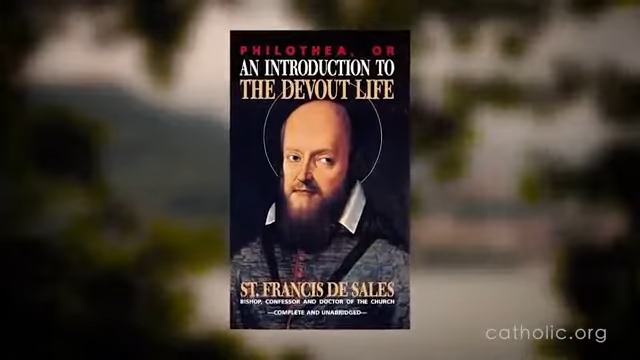 PHILOTHEA, OR
AN INTRODUCTION TO
THE DEVOUT LIFE
ST. FRANCIS DE SALES
BISHOP, CONFESSOR AND DOCTOR OF THE CHURCH
—COMPLETE AND UNABRIDGED—
catholic.org